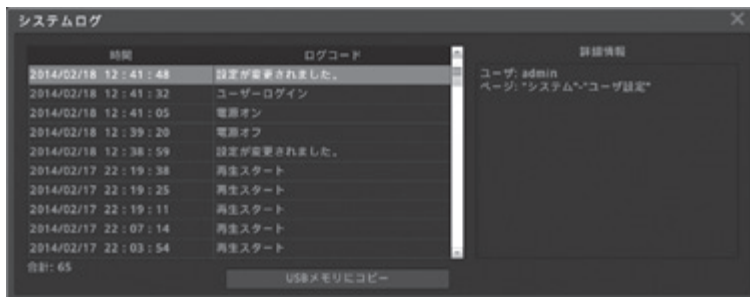 システムログ
時間 ログコード
2014/02/18 12:41:48 設定が変更されました。
2014/02/18 12:41:32 ユーザーログイン
2014/02/18 12:41:05 電源オン
2014/02/18 12:39:20 電源オフ
2014/02/18 12:38:59 設定が変更されました。
2014/02/17 22:19:38 再生スタート
2014/02/17 22:19:25 再生スタート
2014/02/17 22:19:11 再生スタート
2014/02/17 22:07:14 再生スタート
2014/02/17 22:03:54 再生スタート
合計: 65
USBメモリにコピー
詳細情報
ユーザ: admin
ページ: "システム"-"ユーザ設定"